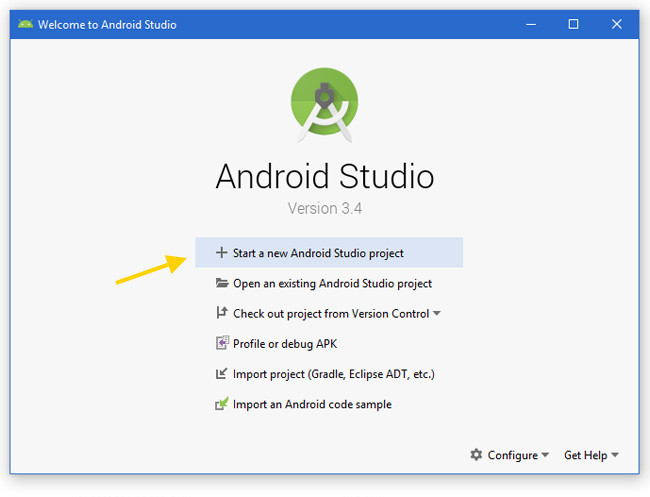 Welcome to Android Studio
Android Studio
Version 3.4
Start a new Android Studio project
Open an existing Android Studio project
Check out project from Version Control
Profile or debug APK
Import project (Gradle, Eclipse ADT, etc.)
Import an Android code sample
Configure Get Help